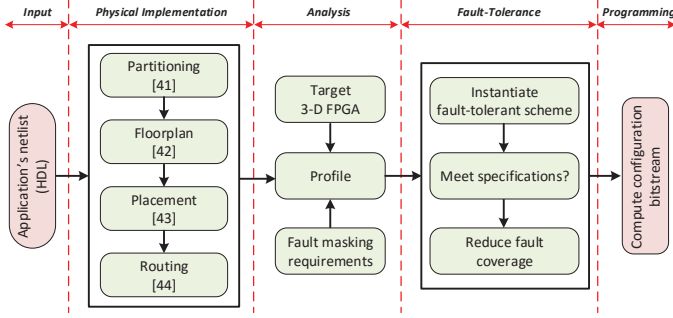 Input
Physical Implementation
Analysis
Fault-Tolerance
Programming
Application's netlist
(HDL)
Partitioning
[41]
Floorplan
[42]
Placement
[43]
Routing
[44]
Target
3-D FPGA
Profile
Fault masking
requirements
Instantiate
fault-tolerant scheme
Meet specifications?
Reduce fault
coverage
Compute configuration
bitstream